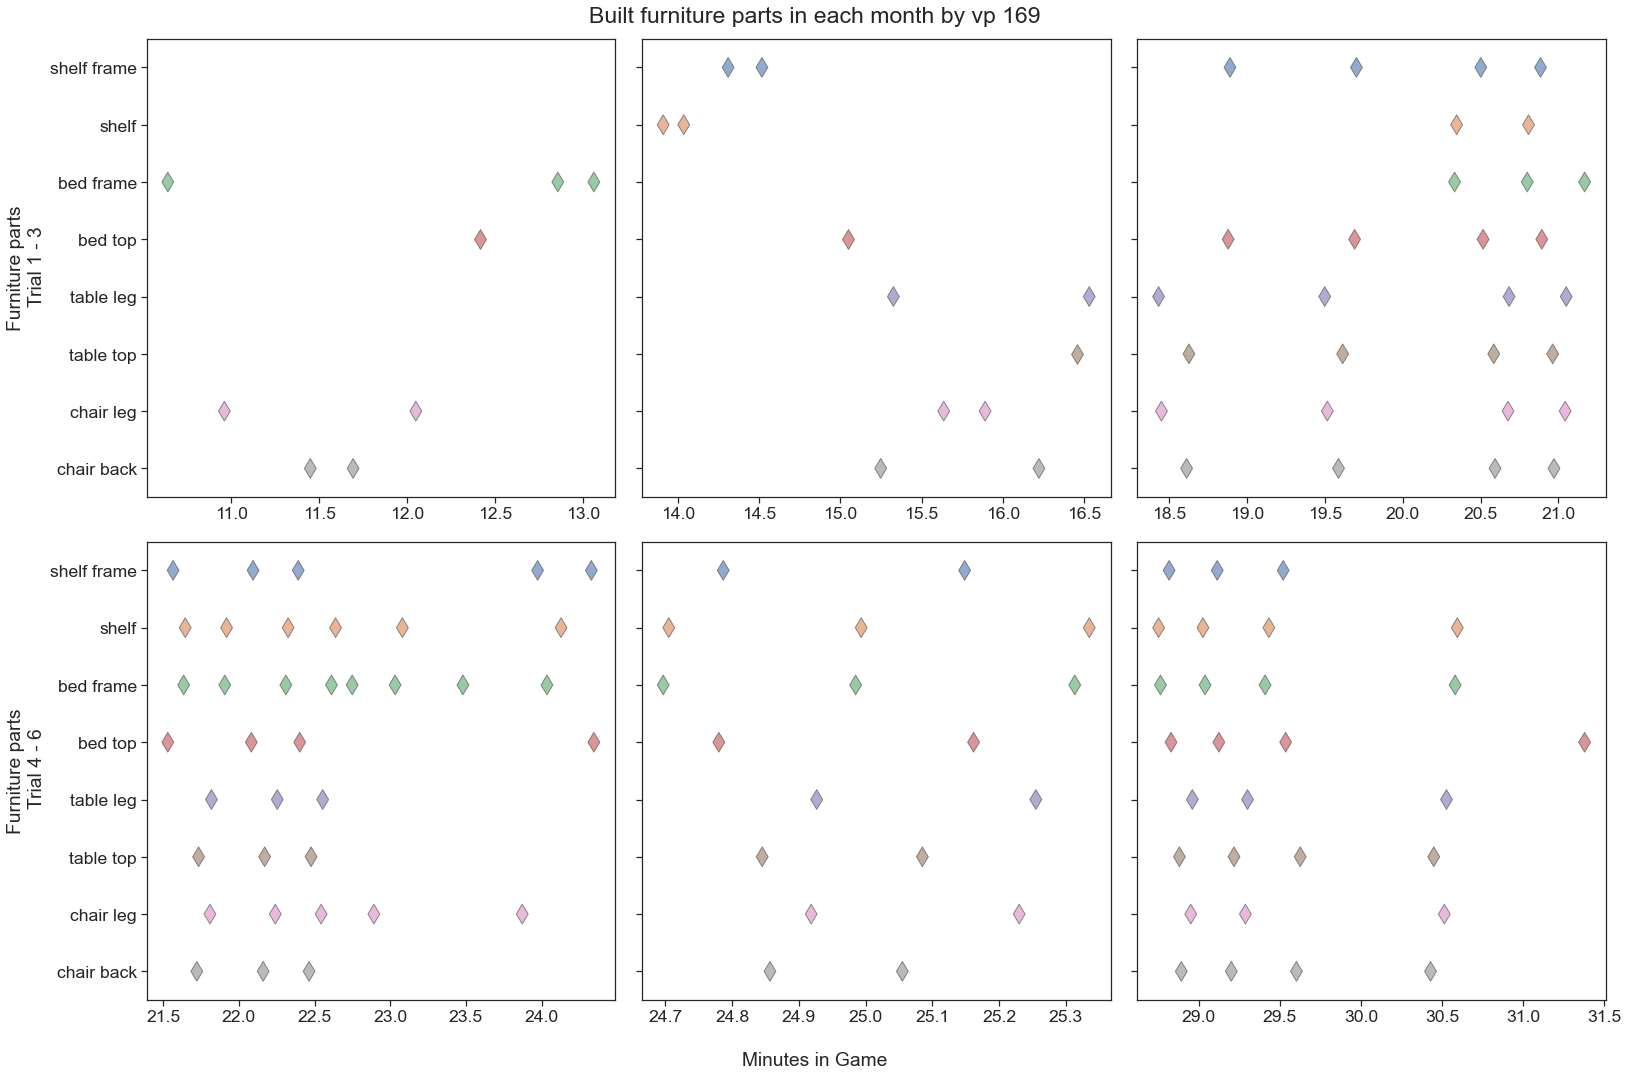 Built furniture parts in each month by vp 169
Furniture parts
Trial 1 - 3
shelf frame
shelf
bed frame
bed top
table leg
table top
chair leg
chair back
11.0 11.5 12.0 12.5 13.0
14.0 14.5 15.0 15.5 16.0 16.5
18.5 19.0 19.5 20.0 20.5 21.0
Furniture parts
Trial 4 - 6
shelf frame
shelf
bed frame
bed top
table leg
table top
chair leg
chair back
21.5 22.0 22.5 23.0 23.5 24.0
24.7 24.8 24.9 25.0 25.1 25.2 25.3
29.0 29.5 30.0 30.5 31.0 31.5
Minutes in Game